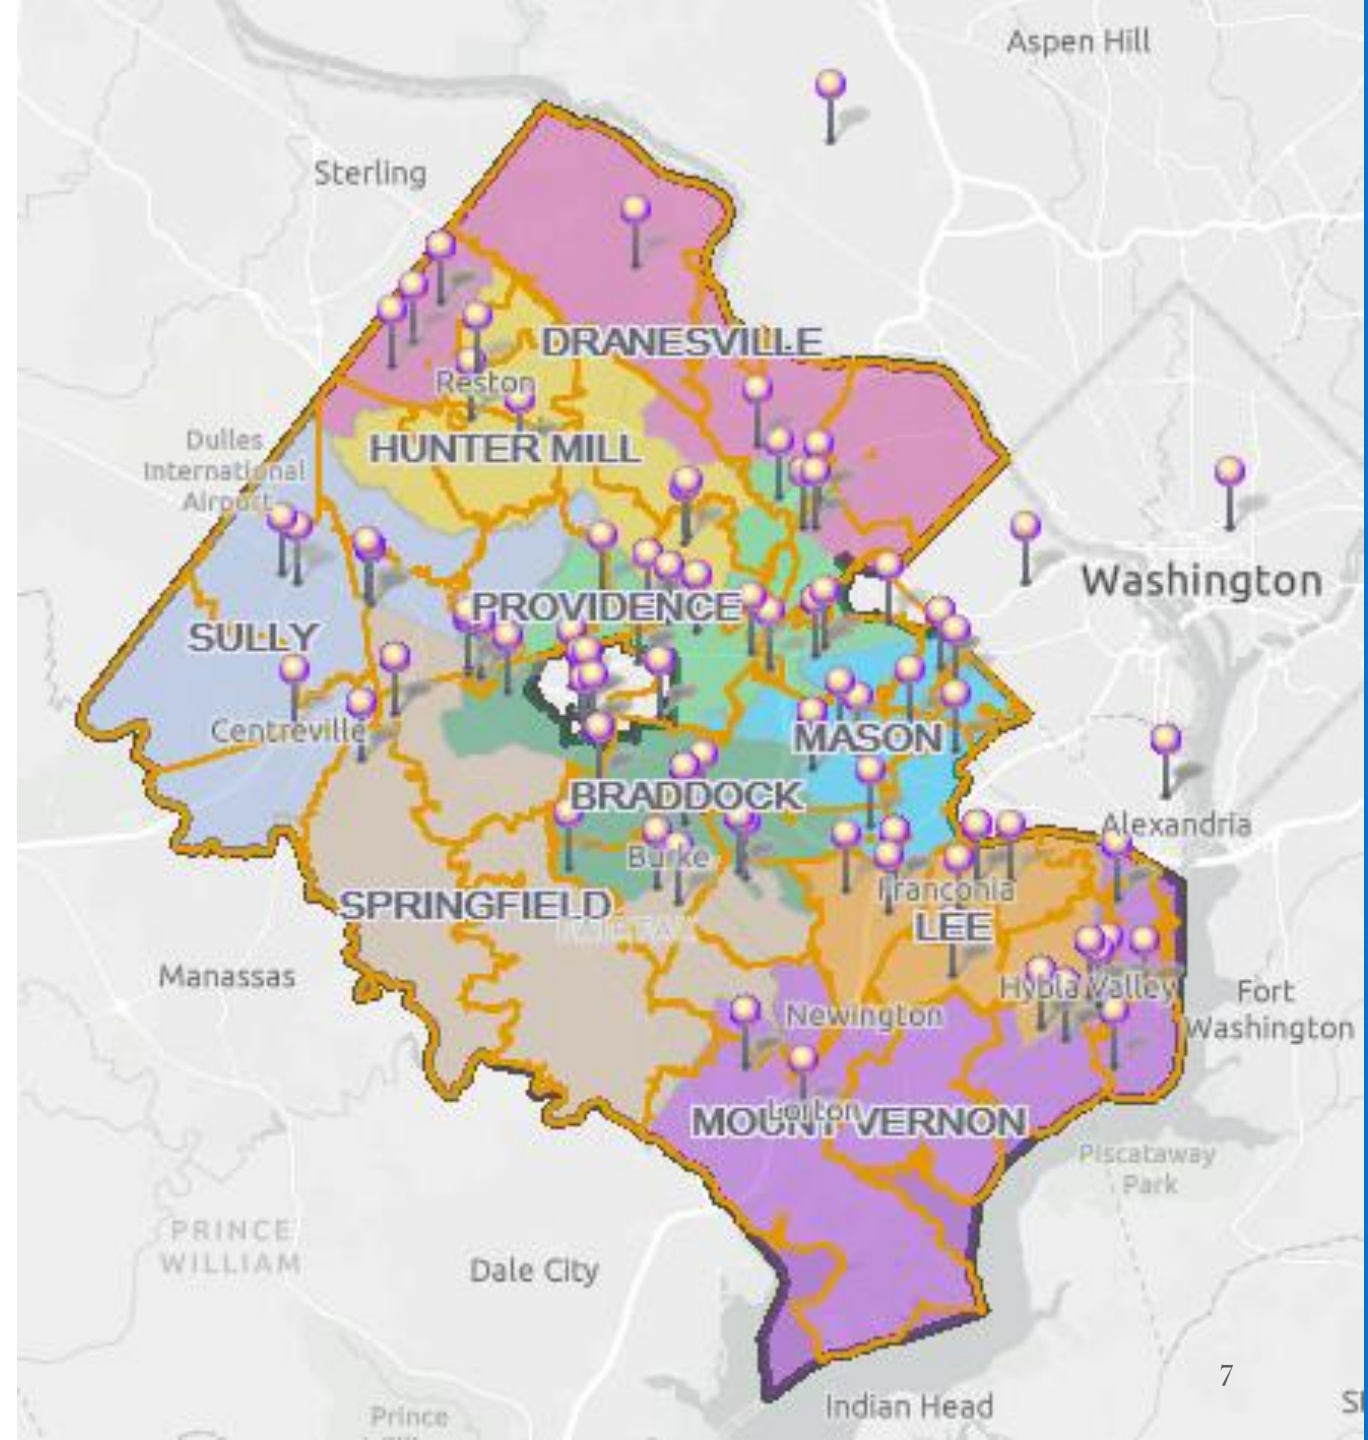 Aspen Hill
Sterling
DRANESVILLE
Reston
HUNTER MILL
Dulles
International
Airport
Washington
PROVIDENCE
SULLY
Centreville
MASON
BRADDOCK
Alexandria
Burke
Franconia
SPRINGFIELD
LEE
FAIRFAX
Manassas
Hybla Valley
Fort
Washington
Newington
Lorton
MOUNT VERNON
Piscataway
Park
PRINCE
WILLIAM
Dale City
7
Indian Head
Prince